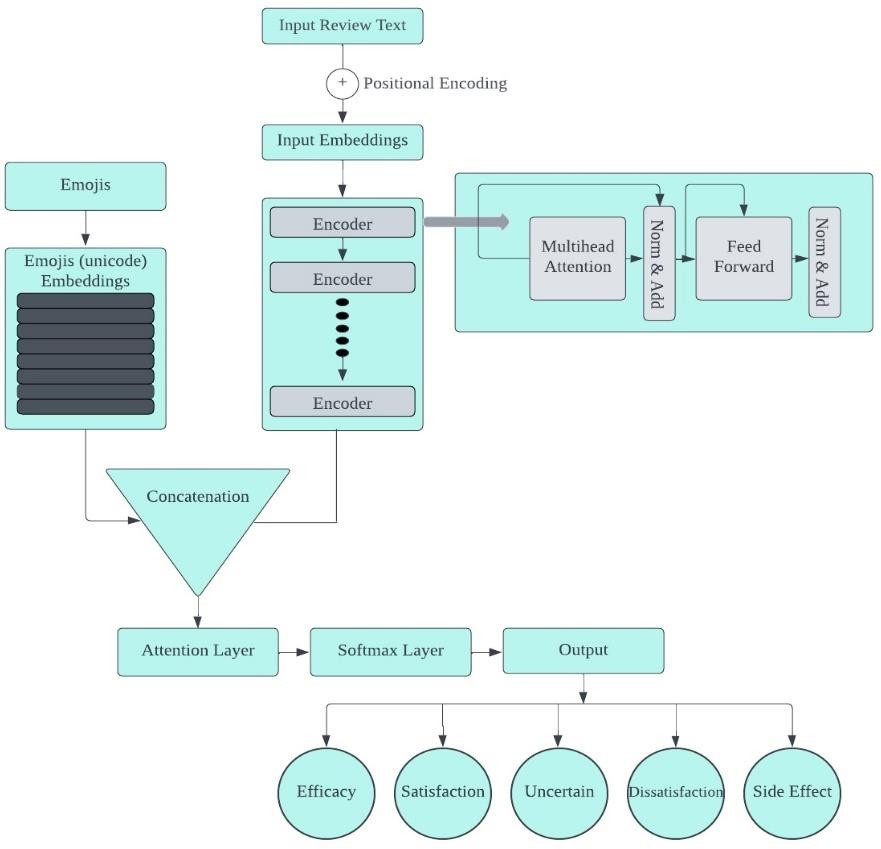 Input Review Text
+
Positional Encoding
Input Embeddings
Emojis
Emojis (unicode)
Embeddings
Encoder
Encoder
Encoder
Multihead
Attention
Norm & Add
Feed
Forward
Norm & Add
Concatenation
Attention Layer
Softmax Layer
Output
Efficacy
Satisfaction
Uncertain
Dissatisfaction
Side Effect